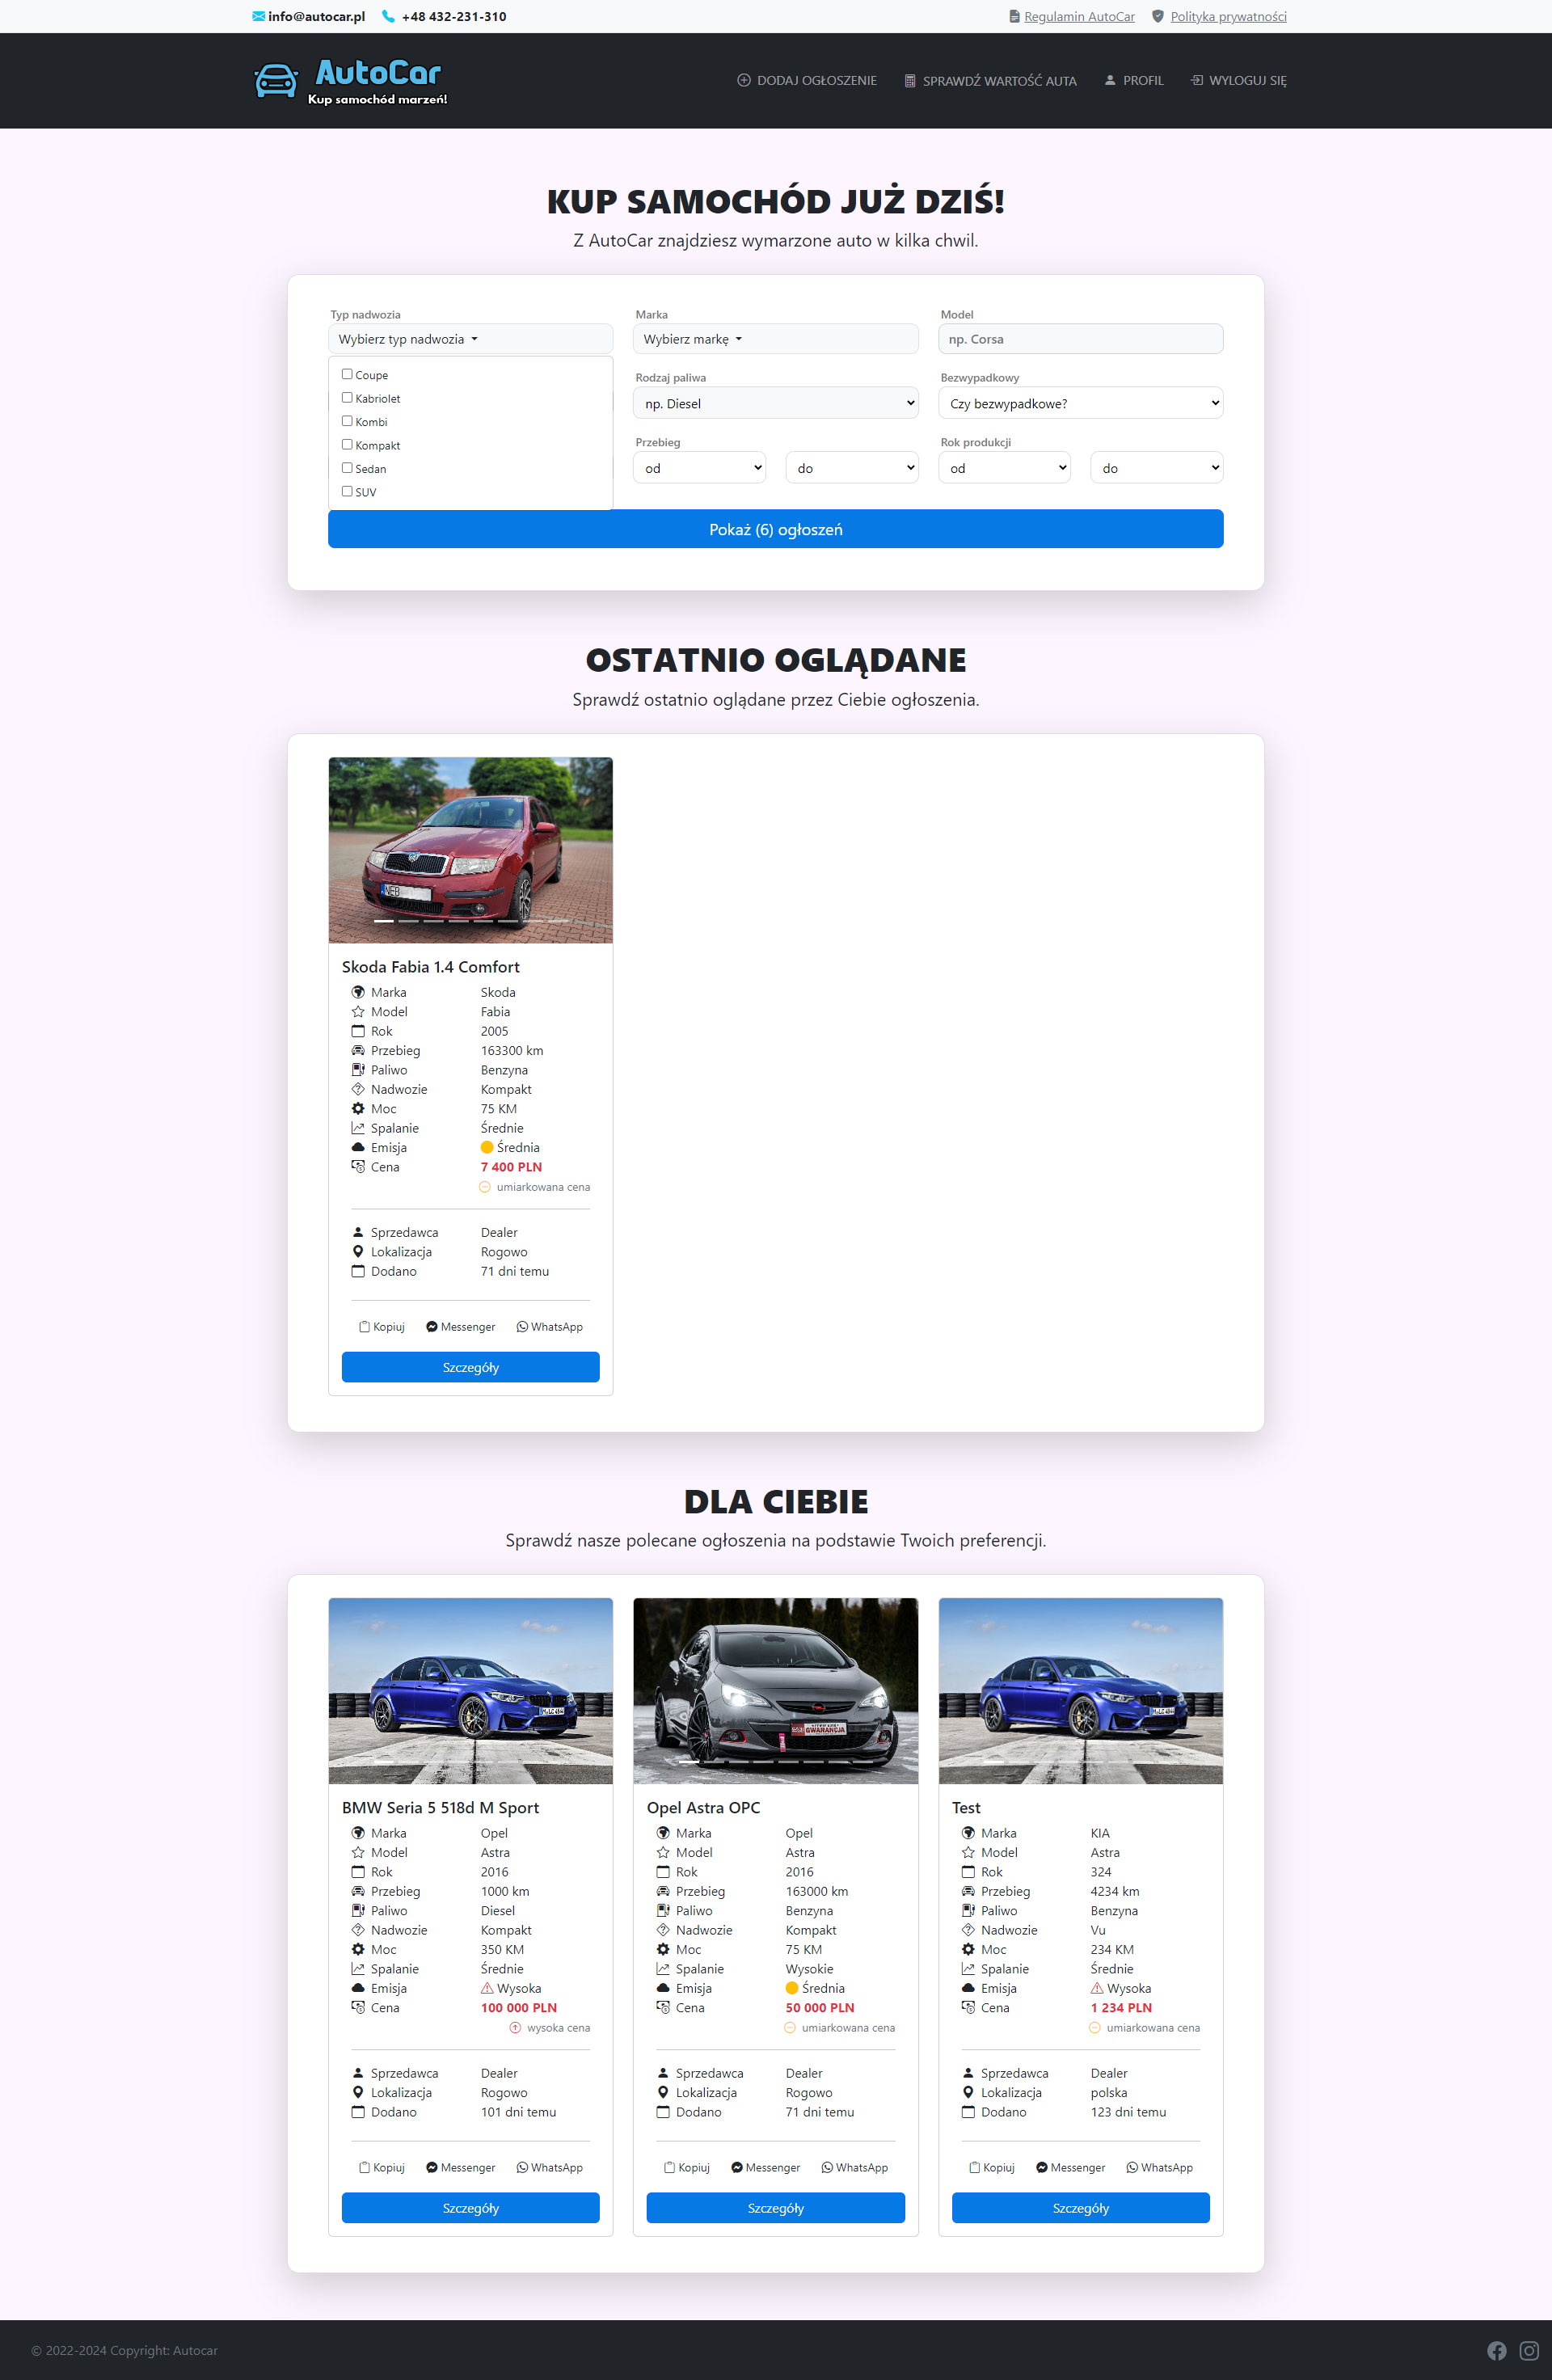 info@autocar.pl +48 432-231-310 Regulamin AutoCar Polityka prywatności
AutoCar
Kup samochód marzeń!
DODAJ OGŁOSZENIE SPRAWDŹ WARTOŚĆ AUTA PROFIL WYLOGUJ SIĘ
KUP SAMOCHÓD JUŻ DZIŚ!
Z AutoCar znajdziesz wymarzone auto w kilka chwil.
Typ nadwozia Marka Model
Wybierz typ nadwozia Wybierz markę np. Corsa
Coupe
Kabriolet
Kombi
Kompakt
Sedan
SUV
Rodzaj paliwa Bezwypadkowy
np. Diesel Czy bezwypadkowe?
Przebieg Rok produkcji
od do od do
Pokaż (6) ogłoszeń
OSTATNIO OGLĄDANE
Sprawdź ostatnio oglądane przez Ciebie ogłoszenia.
NEB
Skoda Fabia 1.4 Comfort
Marka Skoda
Model Fabia
Rok 2005
Przebieg 163300 km
Paliwo Benzyna
Nadwozie Kompakt
Moc 75 KM
Spalanie Średnie
Emisja Średnia
Cena 7 400 PLN
umiarkowana cena
Sprzedawca Dealer
Lokalizacja Rogowo
Dodano 71 dni temu
Kopiuj Messenger WhatsApp
Szczegóły
DLA CIEBIE
Sprawdź nasze polecane ogłoszenia na podstawie Twoich preferencji.
BMW Seria 5 518d M Sport
Marka Opel
Model Astra
Rok 2016
Przebieg 1000 km
Paliwo Diesel
Nadwozie Kompakt
Moc 350 KM
Spalanie Średnie
Emisja Wysoka
Cena 100 000 PLN
wysoka cena
Sprzedawca Dealer
Lokalizacja Rogowo
Dodano 101 dni temu
Kopiuj Messenger WhatsApp
Szczegóły
GWARANCJA
Opel Astra OPC
Marka Opel
Model Astra
Rok 2016
Przebieg 163000 km
Paliwo Benzyna
Nadwozie Kompakt
Moc 75 KM
Spalanie Wysokie
Emisja Średnia
Cena 50 000 PLN
umiarkowana cena
Sprzedawca Dealer
Lokalizacja Rogowo
Dodano 71 dni temu
Kopiuj Messenger WhatsApp
Szczegóły
Test
Marka KIA
Model Astra
Rok 324
Przebieg 4234 km
Paliwo Benzyna
Nadwozie Vu
Moc 234 KM
Spalanie Średnie
Emisja Wysoka
Cena 1 234 PLN
umiarkowana cena
Sprzedawca Dealer
Lokalizacja polska
Dodano 123 dni temu
Kopiuj Messenger WhatsApp
Szczegóły
© 2022-2024 Copyright: Autocar